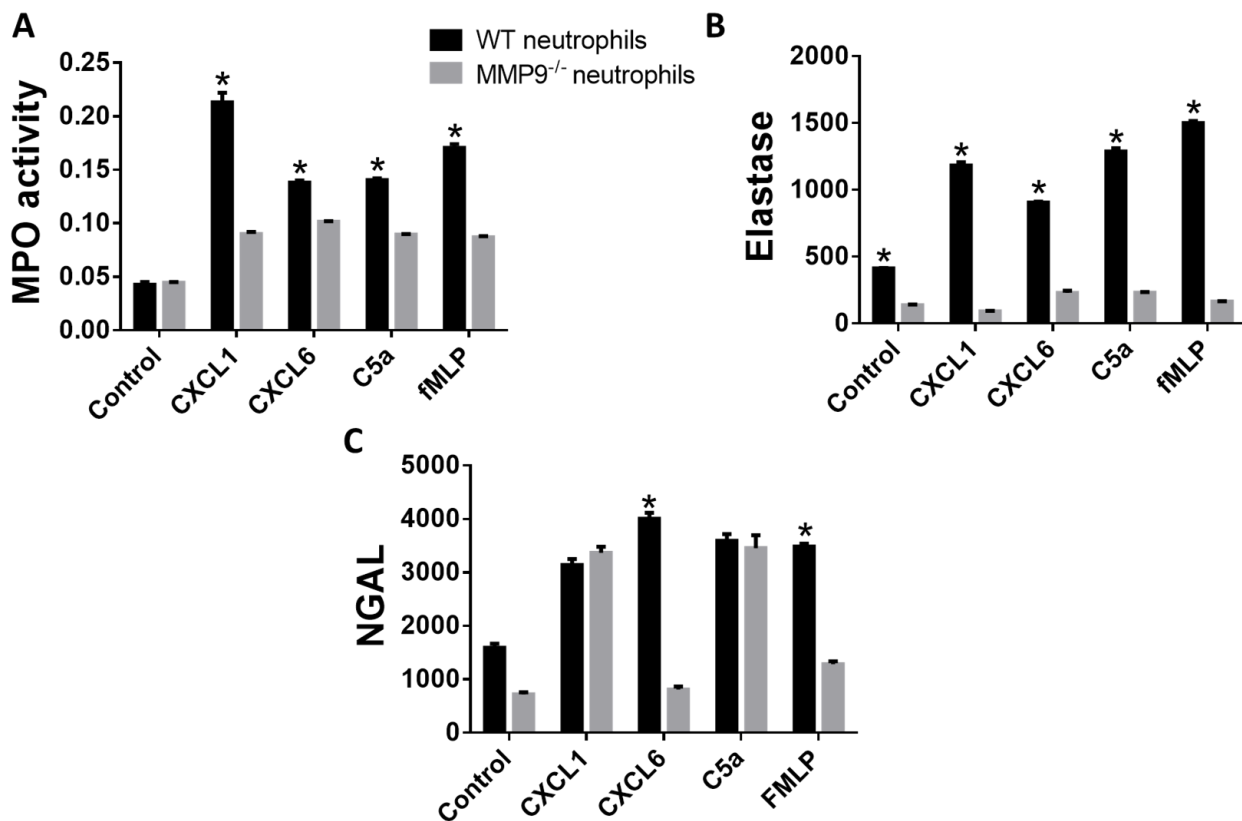 A
WT neutrophils
MMP9-/- neutrophils
MPO activity
0.25
0.20
0.15
0.10
0.05
0.00
*
*
*
*
Control
CXCL1
CXCL6
C5a
fMLP
B
Elastase
2000
1500
1000
500
0
*
*
*
*
*
Control
CXCL1
CXCL6
C5a
fMLP
C
NGAL
5000
4000
3000
2000
1000
0
*
*
Control
CXCL1
CXCL6
C5a
FMLP